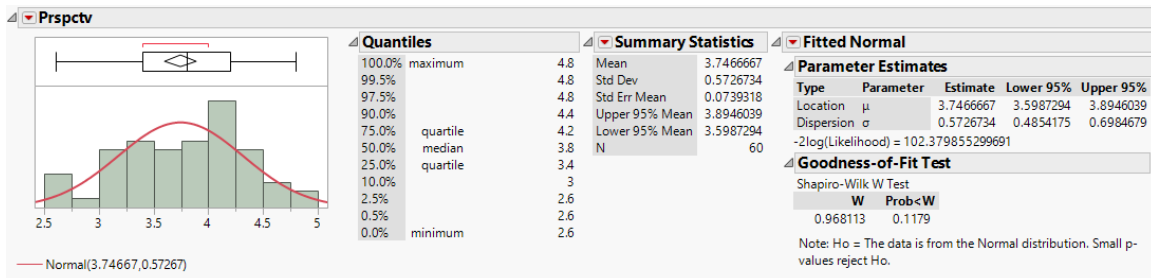 Prspctv
2.5 3 3.5 4 4.5 5
Normal(3.74667,0.57267)
Quantiles
100.0% maximum 4.8
99.5% 4.8
97.5% 4.8
90.0% 4.4
75.0% quartile 4.2
50.0% median 3.8
25.0% quartile 3.4
10.0% 3
2.5% 2.6
0.5% 2.6
0.0% minimum 2.6
Summary Statistics
Mean 3.7466667
Std Dev 0.5726734
Std Err Mean 0.0739318
Upper 95% Mean 3.8946039
Lower 95% Mean 3.5987294
N 60
Fitted Normal
Parameter Estimates
Type Parameter Estimate Lower 95% Upper 95%
Location μ 3.7466667 3.5987294 3.8946039
Dispersion σ 0.5726734 0.4854175 0.6984679
-2log(Likelihood) = 102.379855299691
Goodness-of-Fit Test
Shapiro-Wilk W Test
W Prob<W
0.968113 0.1179
Note: Ho = The data is from the Normal distribution. Small p-
values reject Ho.